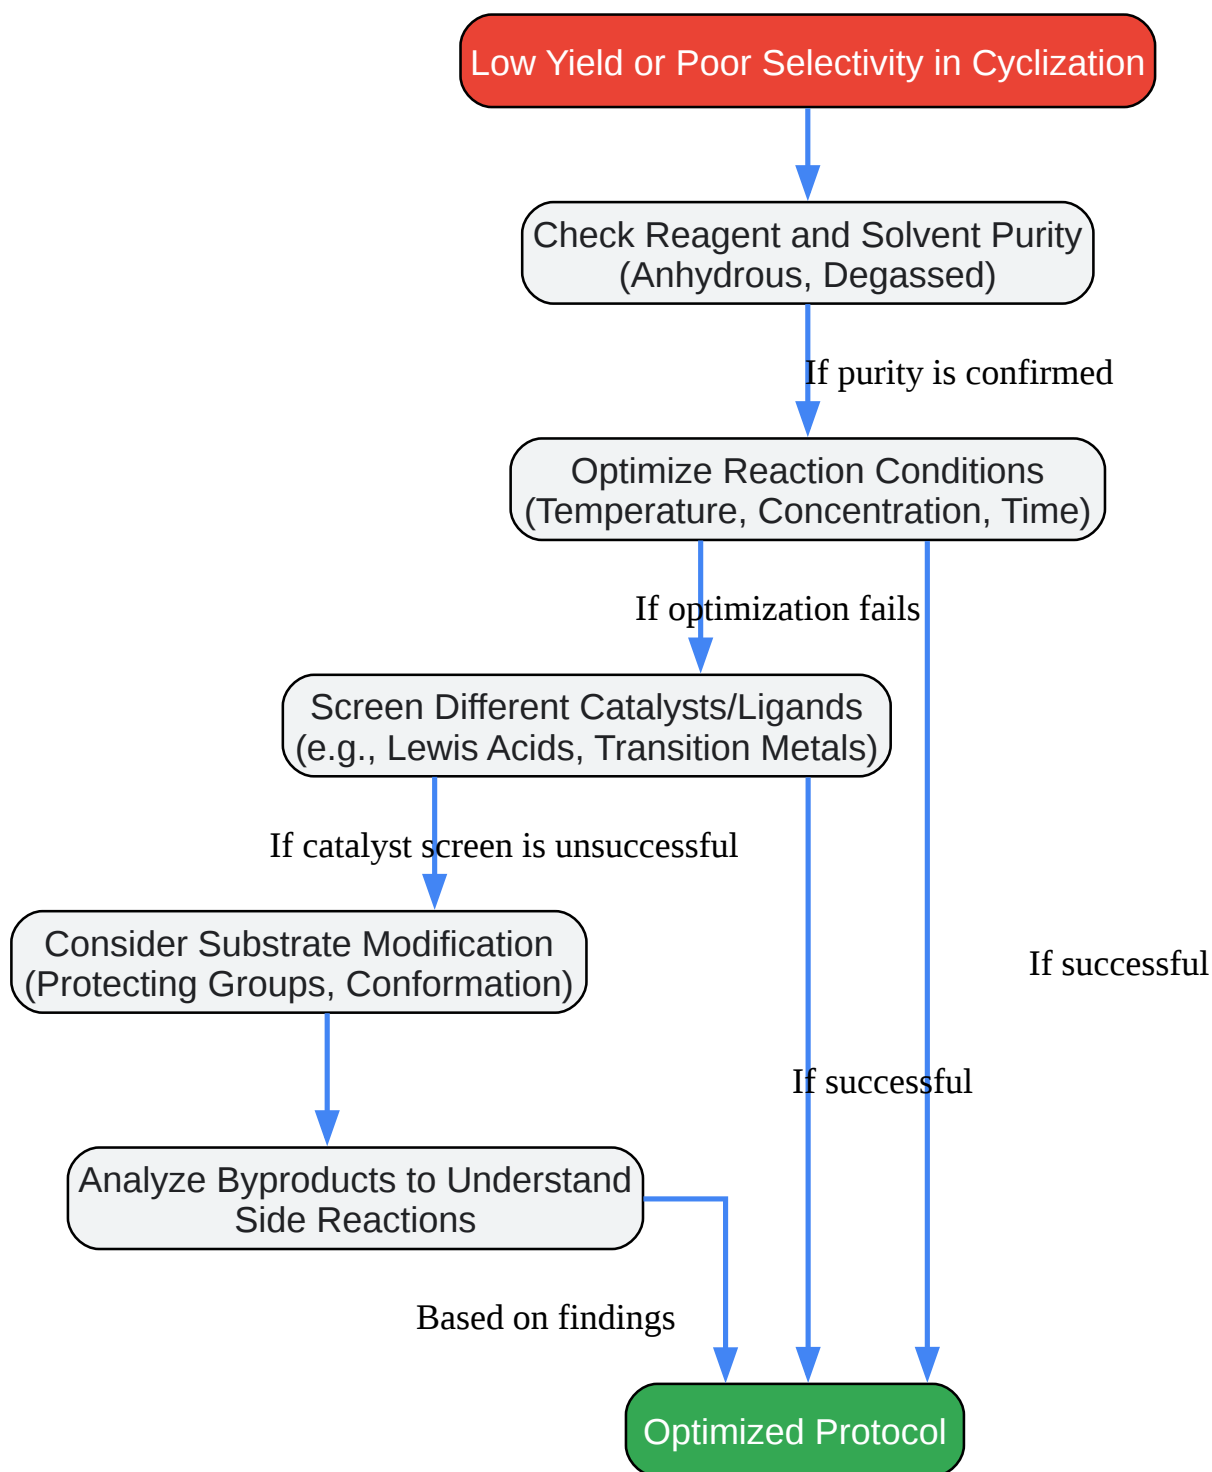 Low Yield or Poor Selectivity in Cyclization
Check Reagent and Solvent Purity
(Anhydrous, Degassed)
If purity is confirmed
Optimize Reaction Conditions
(Temperature, Concentration, Time)
If optimization fails
Screen Different Catalysts/Ligands
(e.g., Lewis Acids, Transition Metals)
If catalyst screen is unsuccessful
Consider Substrate Modification
(Protecting Groups, Conformation)
If successful
If successful
Analyze Byproducts to Understand
Side Reactions
Based on findings
Optimized Protocol